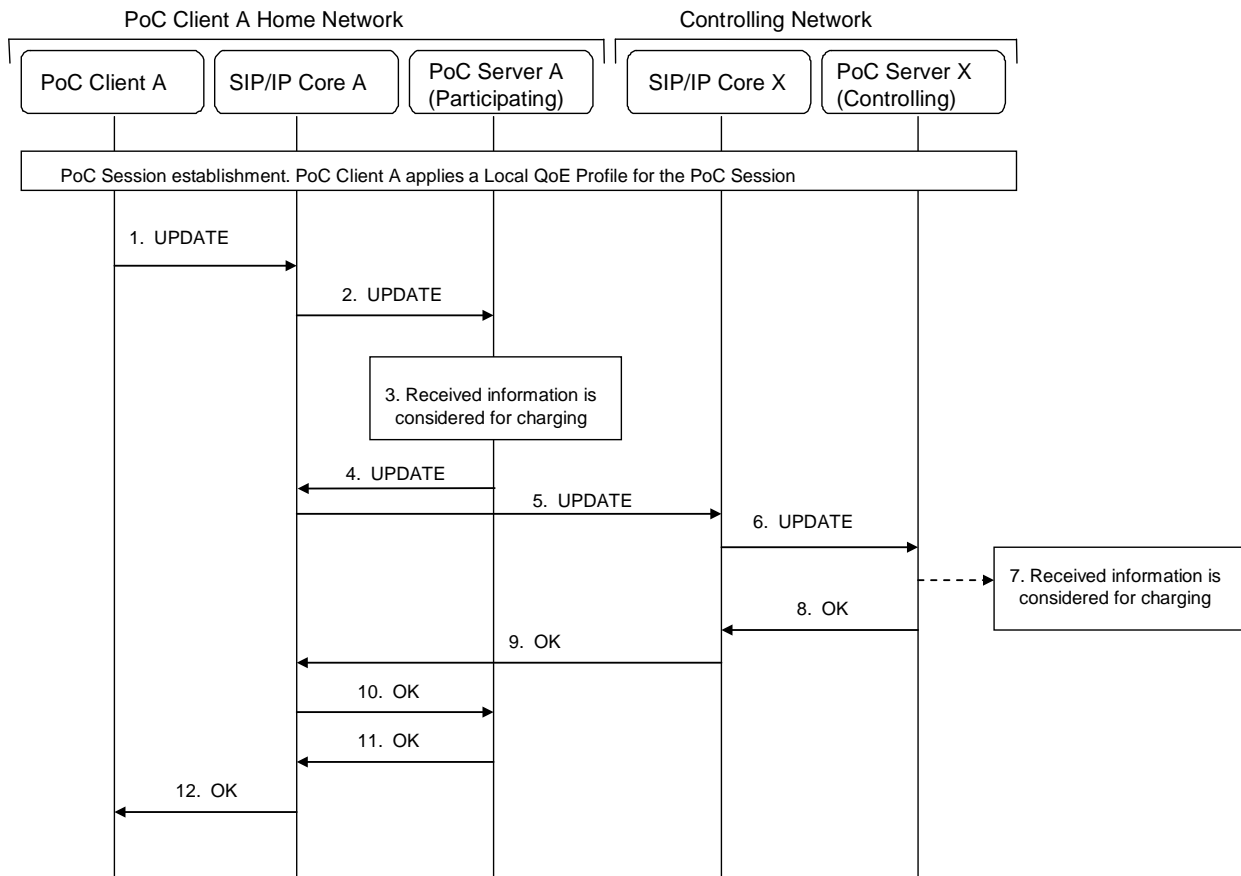 PoC Client A Home Network
Controlling Network
PoC Client A
SIP/IP Core A
PoC Server A
(Participating)
SIP/IP Core X
PoC Server X
(Controlling)
PoC Session establishment. PoC Client A applies a Local QoE Profile for the PoC Session
1. UPDATE
2. UPDATE
3. Received information is
considered for charging
4. UPDATE
5. UPDATE
6. UPDATE
7. Received information is
considered for charging
8. OK
9. OK
10. OK
11. OK
12. OK